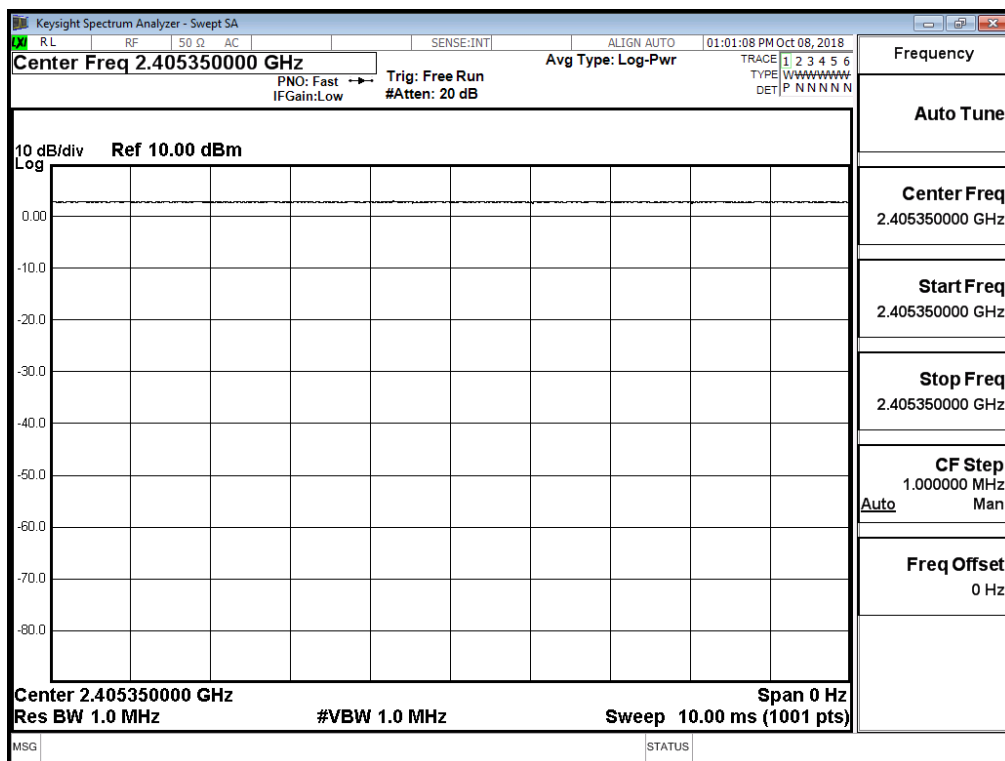 Keysight Spectrum Analyzer - Swept SA
LXI RL RF 50 Ω AC SENSE:INT ALIGN AUTO 01:01:08 PM Oct 08, 2018
Center Freq 2.405350000 GHz
PNO: Fast
IFGain:Low
Trig: Free Run
#Atten: 20 dB
Avg Type: Log-Pwr
TRACE 1 2 3 4 5 6
TYPE WWWWWW
DET P N N N N N
10 dB/div Ref 10.00 dBm
Log
0.00
-10.0
-20.0
-30.0
-40.0
-50.0
-60.0
-70.0
-80.0
Center 2.405350000 GHz Span 0 Hz
Res BW 1.0 MHz #VBW 1.0 MHz Sweep 10.00 ms (1001 pts)
MSG STATUS
Frequency
Auto Tune
Center Freq
2.405350000 GHz
Start Freq
2.405350000 GHz
Stop Freq
2.405350000 GHz
CF Step
1.000000 MHz
Auto Man
Freq Offset
0 Hz